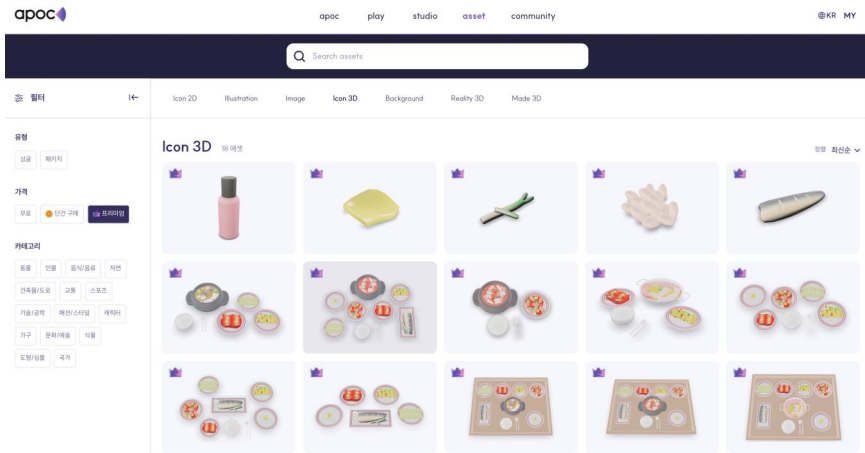 apoc
apoc play studio asset community
KR MY
Search assets
필터
Icon 2D Illustration Image Icon 3D Background Reality 3D Made 3D
유형
싱글 패키지
가격
무료 단건 구매 프리미엄
카테고리
동물 인물 음식/음료 자연
건축물/도로 교통 스포츠
기술/공학 패션/스타일 캐릭터
가구 문화/예술 식물
도형/심볼 국가
Icon 3D 18 에셋
정렬 최신순